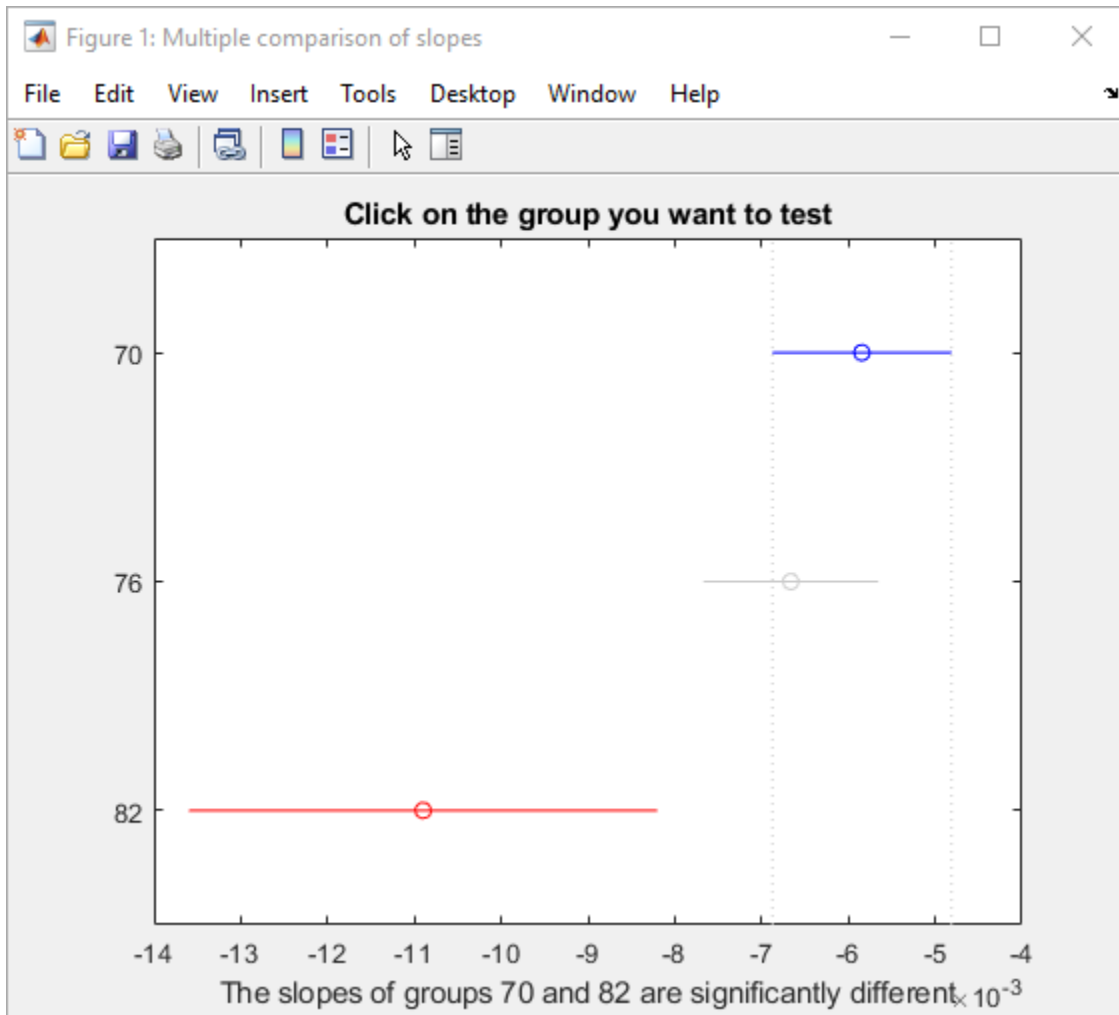 Figure 1: Multiple comparison of slopes
File Edit View Insert Tools Desktop Window Help
Click on the group you want to test
70
76
82
-14 -13 -12 -11 -10 -9 -8 -7 -6 -5 -4
The slopes of groups 70 and 82 are significantly different
×10-3